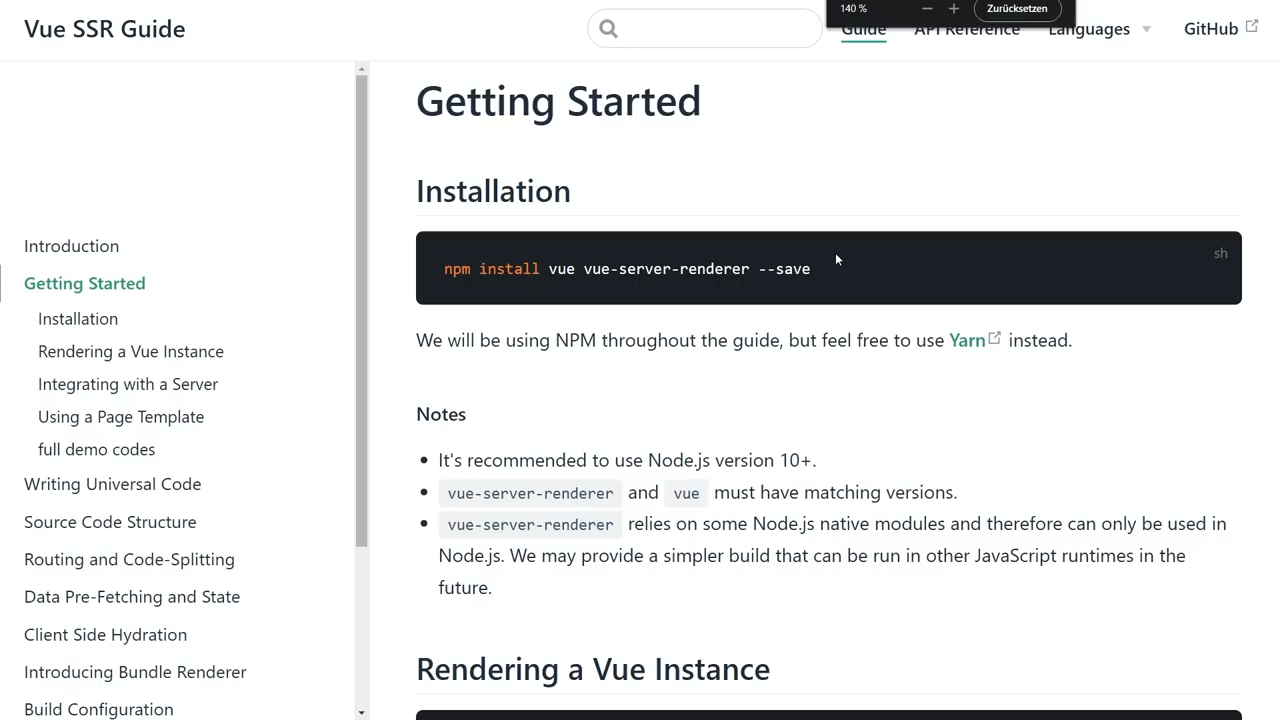 Vue SSR Guide
140 %
Zurücksetzen
Guide
API Reference
Languages
GitHub
Introduction
Getting Started
Installation
Rendering a Vue Instance
Integrating with a Server
Using a Page Template
full demo codes
Writing Universal Code
Source Code Structure
Routing and Code-Splitting
Data Pre-Fetching and State
Client Side Hydration
Introducing Bundle Renderer
Build Configuration
Getting Started
Installation
sh
npm install vue vue-server-renderer --save
We will be using NPM throughout the guide, but feel free to use Yarn instead.
Notes
It's recommended to use Node.js version 10+.
vue-server-renderer and vue must have matching versions.
vue-server-renderer relies on some Node.js native modules and therefore can only be used in
Node.js. We may provide a simpler build that can be run in other JavaScript runtimes in the
future.
Rendering a Vue Instance